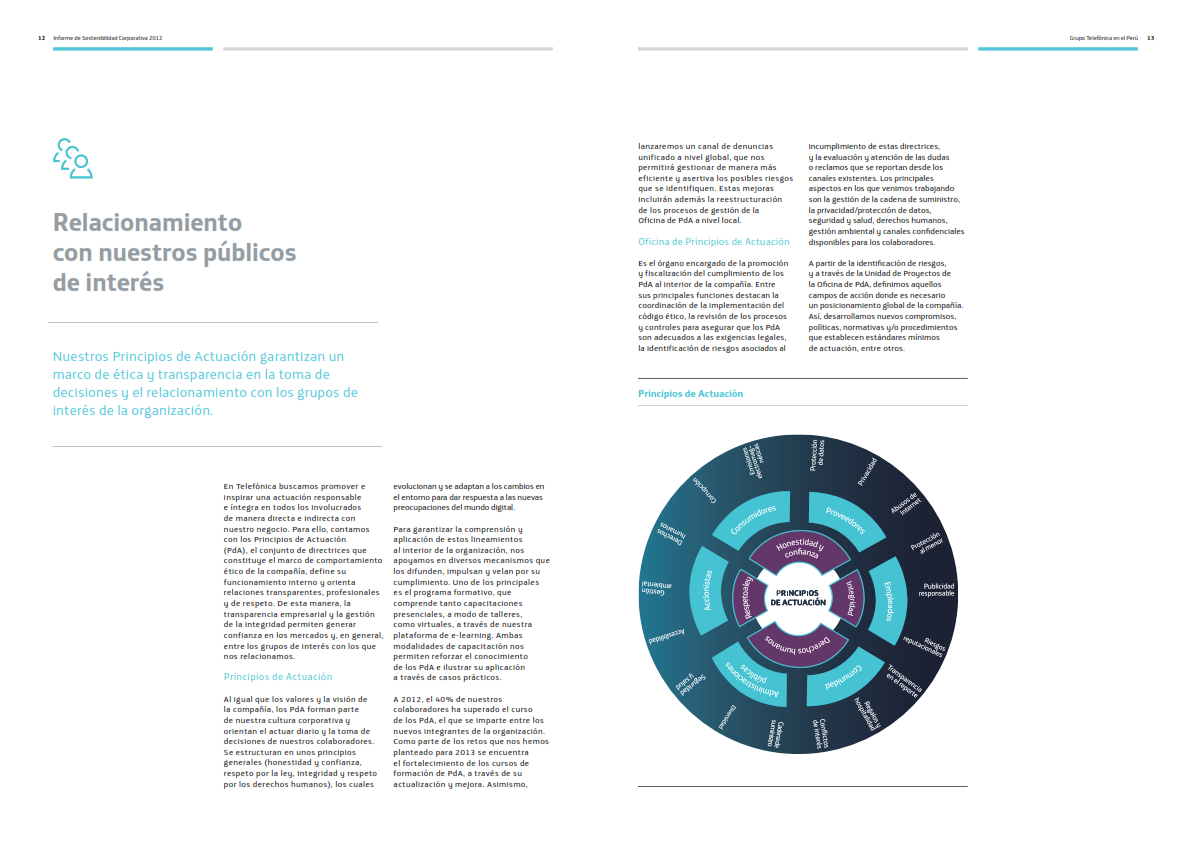 12 Informe de Sostenibilidad Corporativa 2012
Relacionamiento
con nuestros públicos
de interés
Nuestros Principios de Actuación garantizan un
marco de ética y transparencia en la toma de
decisiones y el relacionamiento con los grupos de
interés de la organización.
En Telefónica buscamos promover e
inspirar una actuación responsable
e íntegra en todos los involucrados
de manera directa e indirecta con
nuestro negocio. Para ello, contamos
con los Principios de Actuación
(PdA), el conjunto de directrices que
constituye el marco de comportamiento
ético de la compañía, define su
funcionamiento interno y orienta
relaciones transparentes, profesionales
y de respeto. De esta manera, la
transparencia empresarial y la gestión
de la integridad permiten generar
confianza en los mercados y, en general,
entre los grupos de interés con los que
nos relacionamos.
Principios de Actuación
Al igual que los valores y la visión de
la compañía, los PdA forman parte
de nuestra cultura corporativa y
orientan el actuar diario y la toma de
decisiones de nuestros colaboradores.
Se estructuran en unos principios
generales (honestidad y confianza,
respeto por la ley, integridad y respeto
por los derechos humanos), los cuales
evolucionan y se adaptan a los cambios en
el entorno para dar respuesta a las nuevas
preocupaciones del mundo digital.
Para garantizar la comprensión y
aplicación de estos lineamientos
al interior de la organización, nos
apoyamos en diversos mecanismos que
los difunden, impulsan y velan por su
cumplimiento. Uno de los principales
es el programa formativo, que
comprende tanto capacitaciones
presenciales, a modo de talleres,
como virtuales, a través de nuestra
plataforma de e-learning. Ambas
modalidades de capacitación nos
permiten reforzar el conocimiento
de los PdA e ilustrar su aplicación
a través de casos prácticos.
A 2012, el 40% de nuestros
colaboradores ha superado el curso
de los PdA, el que se imparte entre los
nuevos integrantes de la organización.
Como parte de los retos que nos hemos
planteado para 2013 se encuentra
el fortalecimiento de los cursos de
formación de PdA, a través de su
actualización y mejora. Asimismo,
Grupo Telefónica en el Perú 13
lanzaremos un canal de denuncias
unificado a nivel global, que nos
permitirá gestionar de manera más
eficiente y asertiva los posibles riesgos
que se identifiquen. Estas mejoras
incluirán además la reestructuración
de los procesos de gestión de la
Oficina de PdA a nivel local.
Oficina de Principios de Actuación
Es el órgano encargado de la promoción
y fiscalización del cumplimiento de los
PdA al interior de la compañía. Entre
sus principales funciones destacan la
coordinación de la implementación del
código ético, la revisión de los procesos
y controles para asegurar que los PdA
son adecuados a las exigencias legales,
la identificación de riesgos asociados al
incumplimiento de estas directrices,
y la evaluación y atención de las dudas
o reclamos que se reportan desde los
canales existentes. Los principales
aspectos en los que venimos trabajando
son la gestión de la cadena de suministro,
la privacidad/protección de datos,
seguridad y salud, derechos humanos,
gestión ambiental y canales confidenciales
disponibles para los colaboradores.
A partir de la identificación de riesgos,
y a través de la Unidad de Proyectos de
la Oficina de PdA, definimos aquellos
campos de acción donde es necesario
un posicionamiento global de la compañía.
Así, desarrollamos nuevos compromisos,
políticas, normativas y/o procedimientos
que establecen estándares mínimos
de actuación, entre otros.
Principios de Actuación
PRINCIPIOS
DE ACTUACIÓN
Honestidad y
confianza
Integridad
Derechos humanos
Respetoaley
Consumidores
Proveedores
Empleados
Comunidad
Administraciones
públicas
Accionistas
Protección
de datos
Privacidad
Abusos de
Internet
Protección
al menor
Publicidad
responsable
Riesgos
reputacionales
Transparencia
en el reporte
Regalos y
hospitalidad
Conflictos
de interés
Cadena de
suministro
Diversidad
Seguridad
y Salud
Accesibilidad
Gestión
ambiental
Derechos
humanos
Corrupción
Emisiones
electromag-
néticas